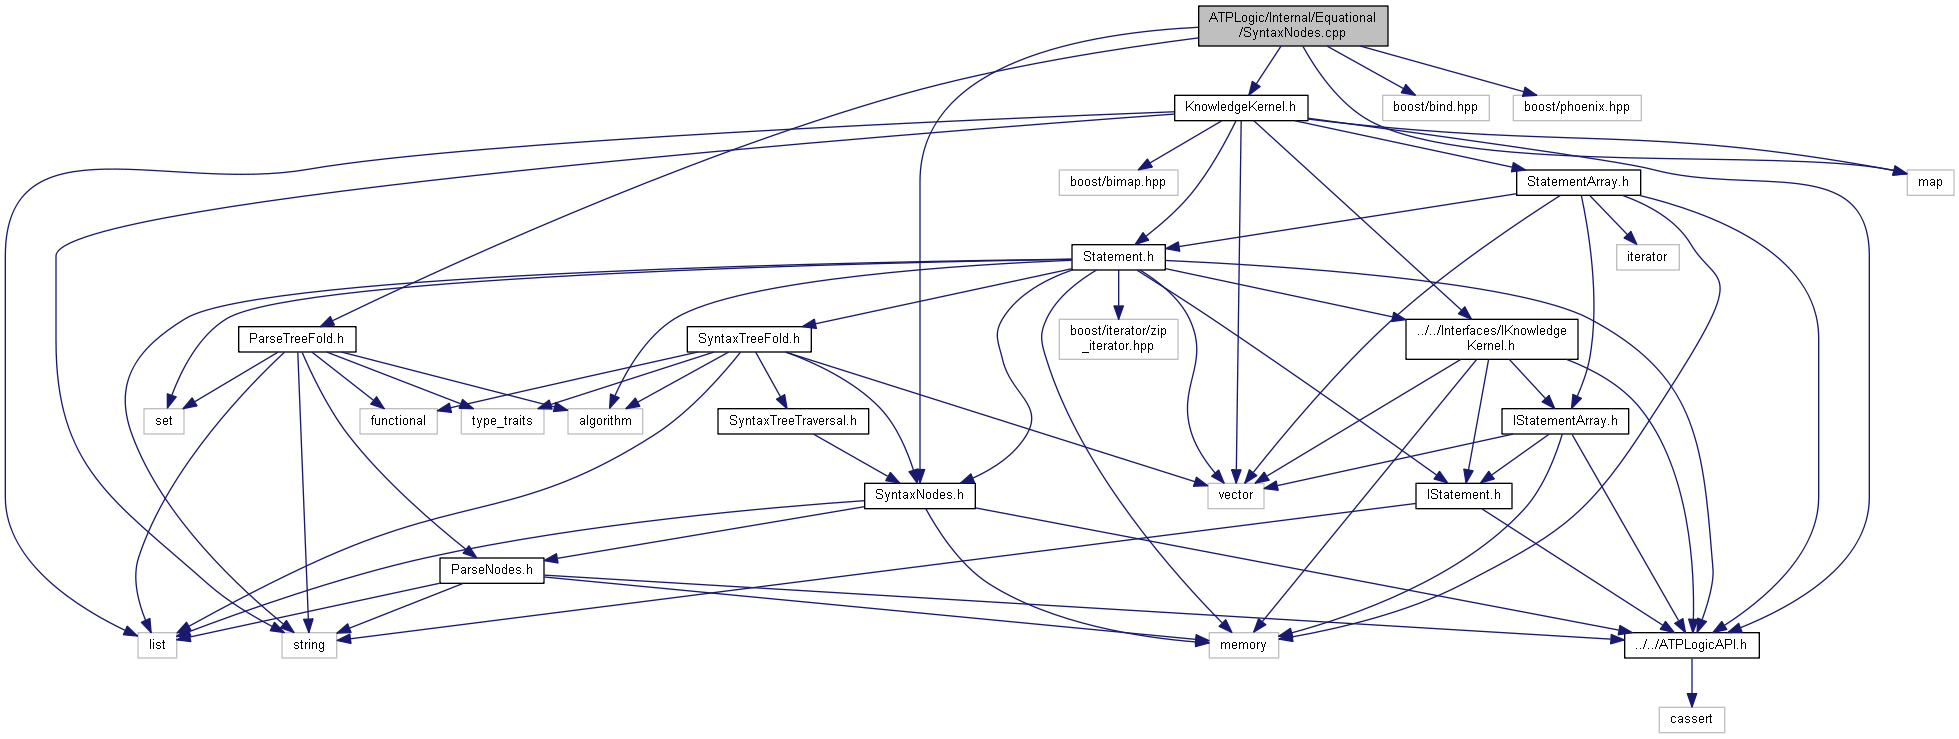 ATPLogic/Internal/Equational
/SyntaxNodes.cpp
KnowledgeKernel.h
boost/bind.hpp
boost/phoenix.hpp
boost/bimap.hpp
StatementArray.h
map
Statement.h
iterator
ParseTreeFold.h
SyntaxTreeFold.h
boost/iterator/zip
_iterator.hpp
../../Interfaces/IKnowledge
Kernel.h
set
functional
type_traits
algorithm
SyntaxTreeTraversal.h
IStatementArray.h
SyntaxNodes.h
vector
IStatement.h
ParseNodes.h
list
string
memory
../../ATPLogicAPI.h
cassert